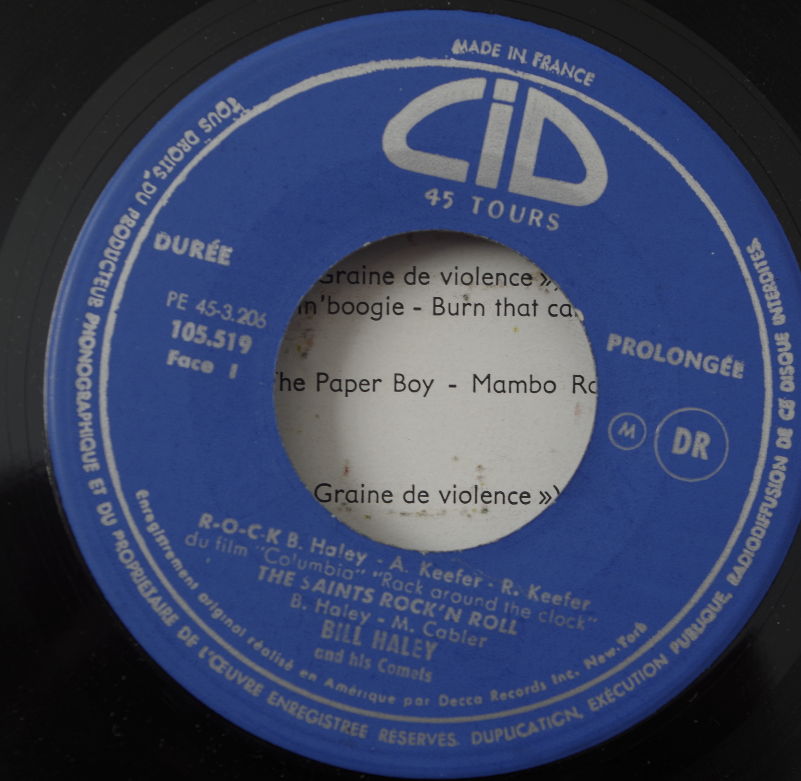 MADE IN FRANCE
CID
45 TOURS
DURÉE
PROLONGÉE
PE 45-3.206
105.519
Face 1
M
DR
Graine de violence »)
n'boogie - Burn that ca
he Paper Boy - Mambo Ro
Graine de violence »)
R-O-C-K B. Haley - A. Keefer - R. Keefer
du film "Columbia" "Rock around the clock"
THE SAINTS ROCK'N ROLL
B. Haley - M. Cabler
BILL HALEY
and his Comets
Enregistrement original réalisé en Amérique par Decca Records Inc. New-York
TOUS DROITS DU PRODUCTEUR PHONOGRAPHIQUE ET DU PROPRIÉTAIRE DE L'ŒUVRE ENREGISTRÉE RÉSERVÉS. DUPLICATION, EXÉCUTION PUBLIQUE, RADIODIFFUSION DE CE DISQUE INTERDITES.